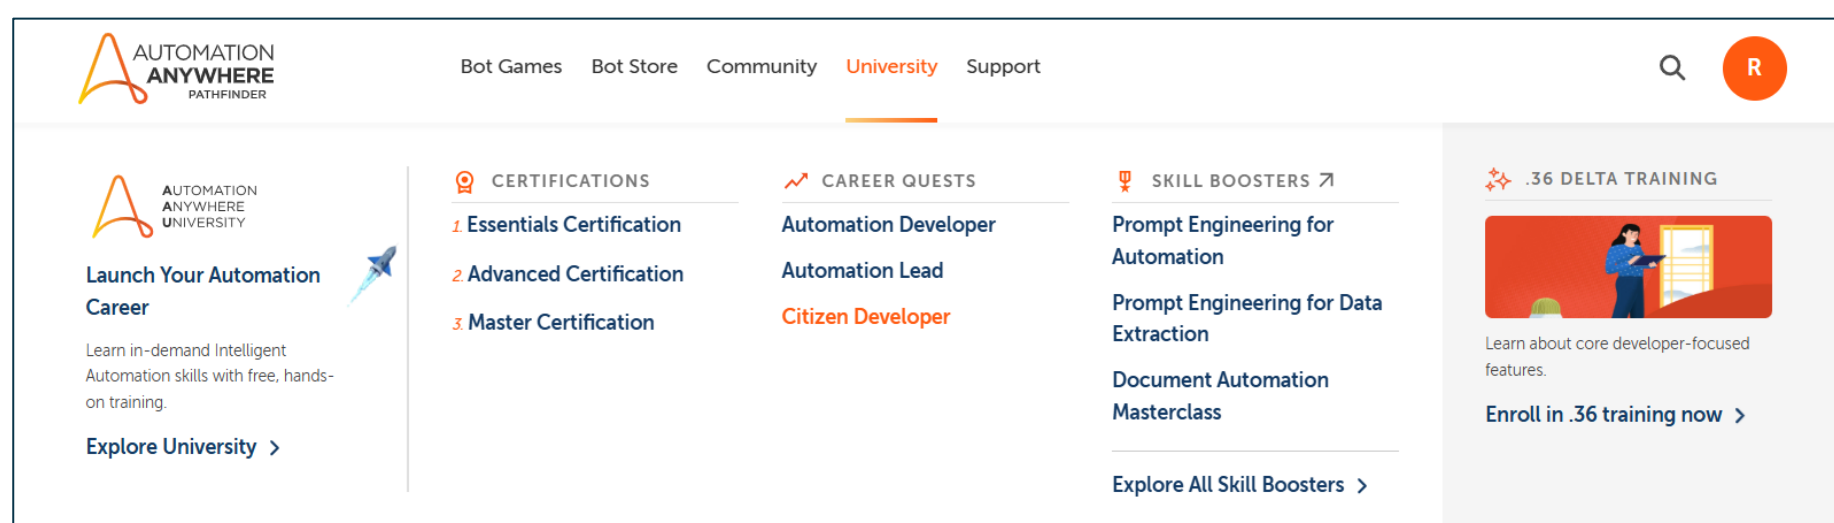 AUTOMATION
ANYWHERE
PATHFINDER
Bot Games
Bot Store
Community
University
Support
R
AUTOMATION
ANYWHERE
UNIVERSITY
Launch Your Automation
Career
Learn in-demand Intelligent
Automation skills with free, hands-
on training.
Explore University >
CERTIFICATIONS
1. Essentials Certification
2. Advanced Certification
3. Master Certification
CAREER QUESTS
Automation Developer
Automation Lead
Citizen Developer
SKILL BOOSTERS
Prompt Engineering for
Automation
Prompt Engineering for Data
Extraction
Document Automation
Masterclass
Explore All Skill Boosters >
.36 DELTA TRAINING
Learn about core developer-focused
features.
Enroll in .36 training now >